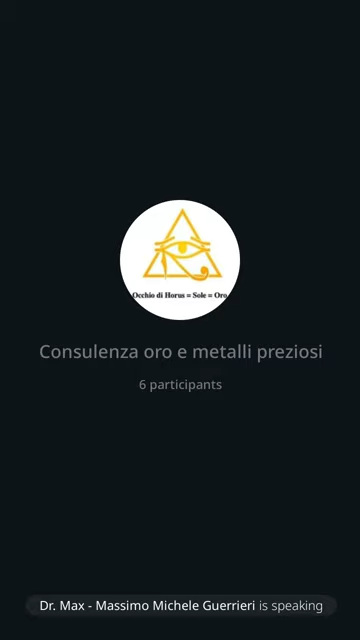 Occhio di Horus = Sole = Oro
Consulenza oro e metalli preziosi
6 participants
Dr. Max - Massimo Michele Guerrieri is speaking